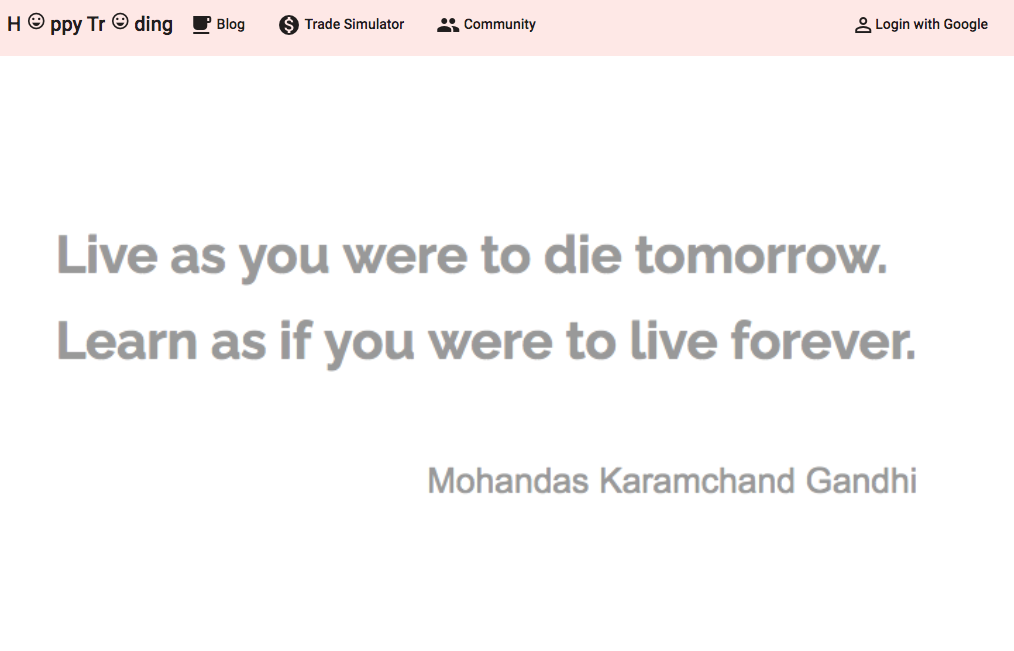 H☺ppy Tr☺ding Blog Trade Simulator Community Login with Google
Live as you were to die tomorrow.
Learn as if you were to live forever.
Mohandas Karamchand Gandhi